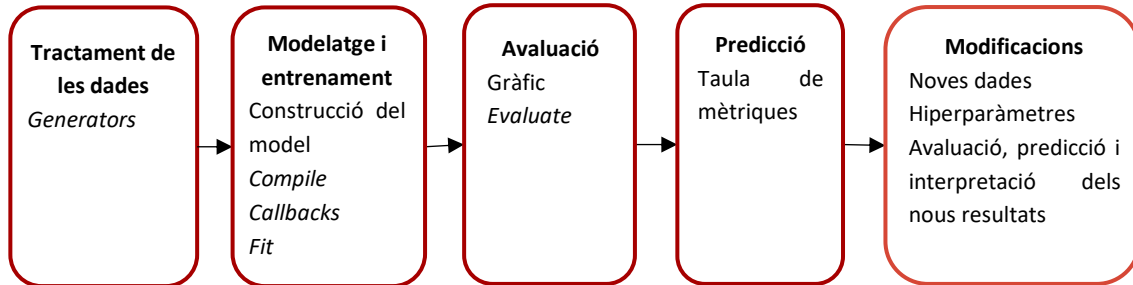 Tractament de
les dades
Generators
Modelatge i
entrenament
Construcció del
model
Compile
Callbacks
Fit
Avaluació
Gràfic
Evaluate
Predicció
Taula de
mètriques
Modificacions
Noves dades
Hiperparàmetres
Avaluació, predicció i
interpretació dels
nous resultats